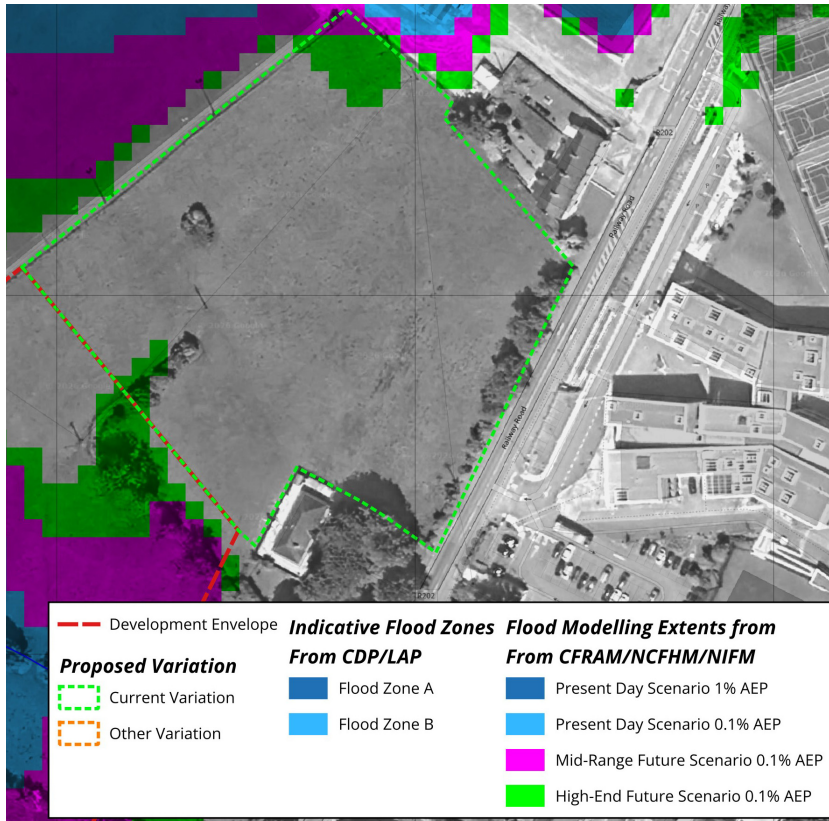 Railway
R202
Railway Road
Railway Road
R202
Development Envelope
Proposed Variation
Current Variation
Other Variation
Indicative Flood Zones
From CDP/LAP
Flood Zone A
Flood Zone B
Flood Modelling Extents from
From CFRAM/NCFHM/NIFM
Present Day Scenario 1% AEP
Present Day Scenario 0.1% AEP
Mid-Range Future Scenario 0.1% AEP
High-End Future Scenario 0.1% AEP